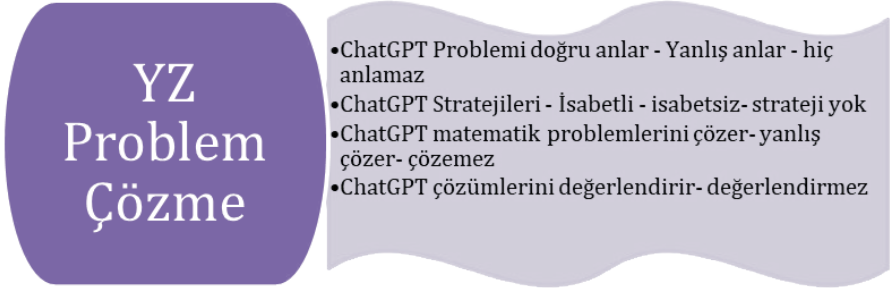 YZ
Problem
Çözme
•ChatGPT Problemi doğru anlar - Yanlış anlar - hiç
anlamaz
•ChatGPT Stratejileri - İsabetli - isabetsiz- strateji yok
•ChatGPT matematik problemlerini çözer- yanlış
çözer- çözemez
•ChatGPT çözümlerini değerlendirir- değerlendirmez